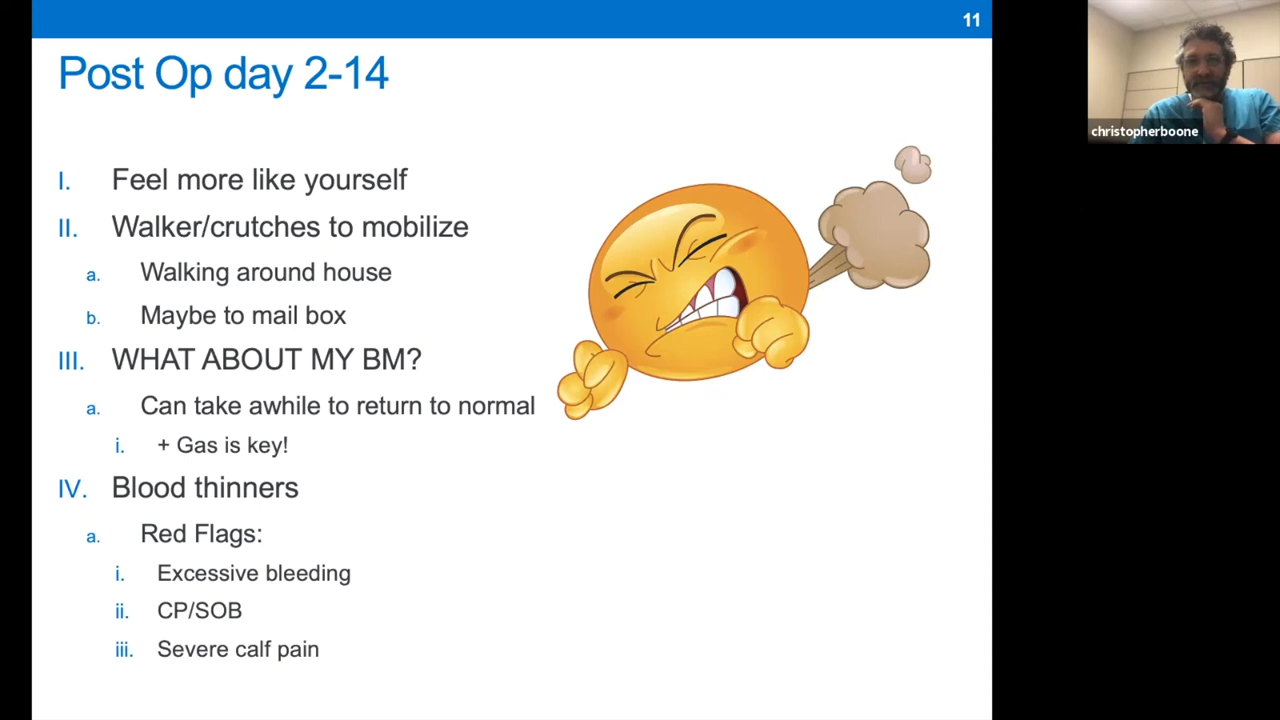 11
christopherboone
Post Op day 2-14
I. Feel more like yourself
II. Walker/crutches to mobilize
a. Walking around house
b. Maybe to mail box
III. WHAT ABOUT MY BM?
a. Can take awhile to return to normal
i. + Gas is key!
IV. Blood thinners
a. Red Flags:
i. Excessive bleeding
ii. CP/SOB
iii. Severe calf pain